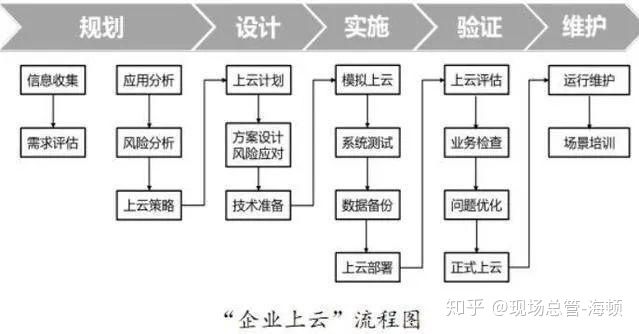 规划
设计
实施
验证
维护
信息收集
需求评估
应用分析
风险分析
上云策略
上云计划
方案设计
风险应对
技术准备
模拟上云
系统测试
数据备份
上云部署
上云评估
业务检查
问题优化
正式上云
运行维护
场景培训
“企业上云”流程图
知乎 @现场总管-海顿